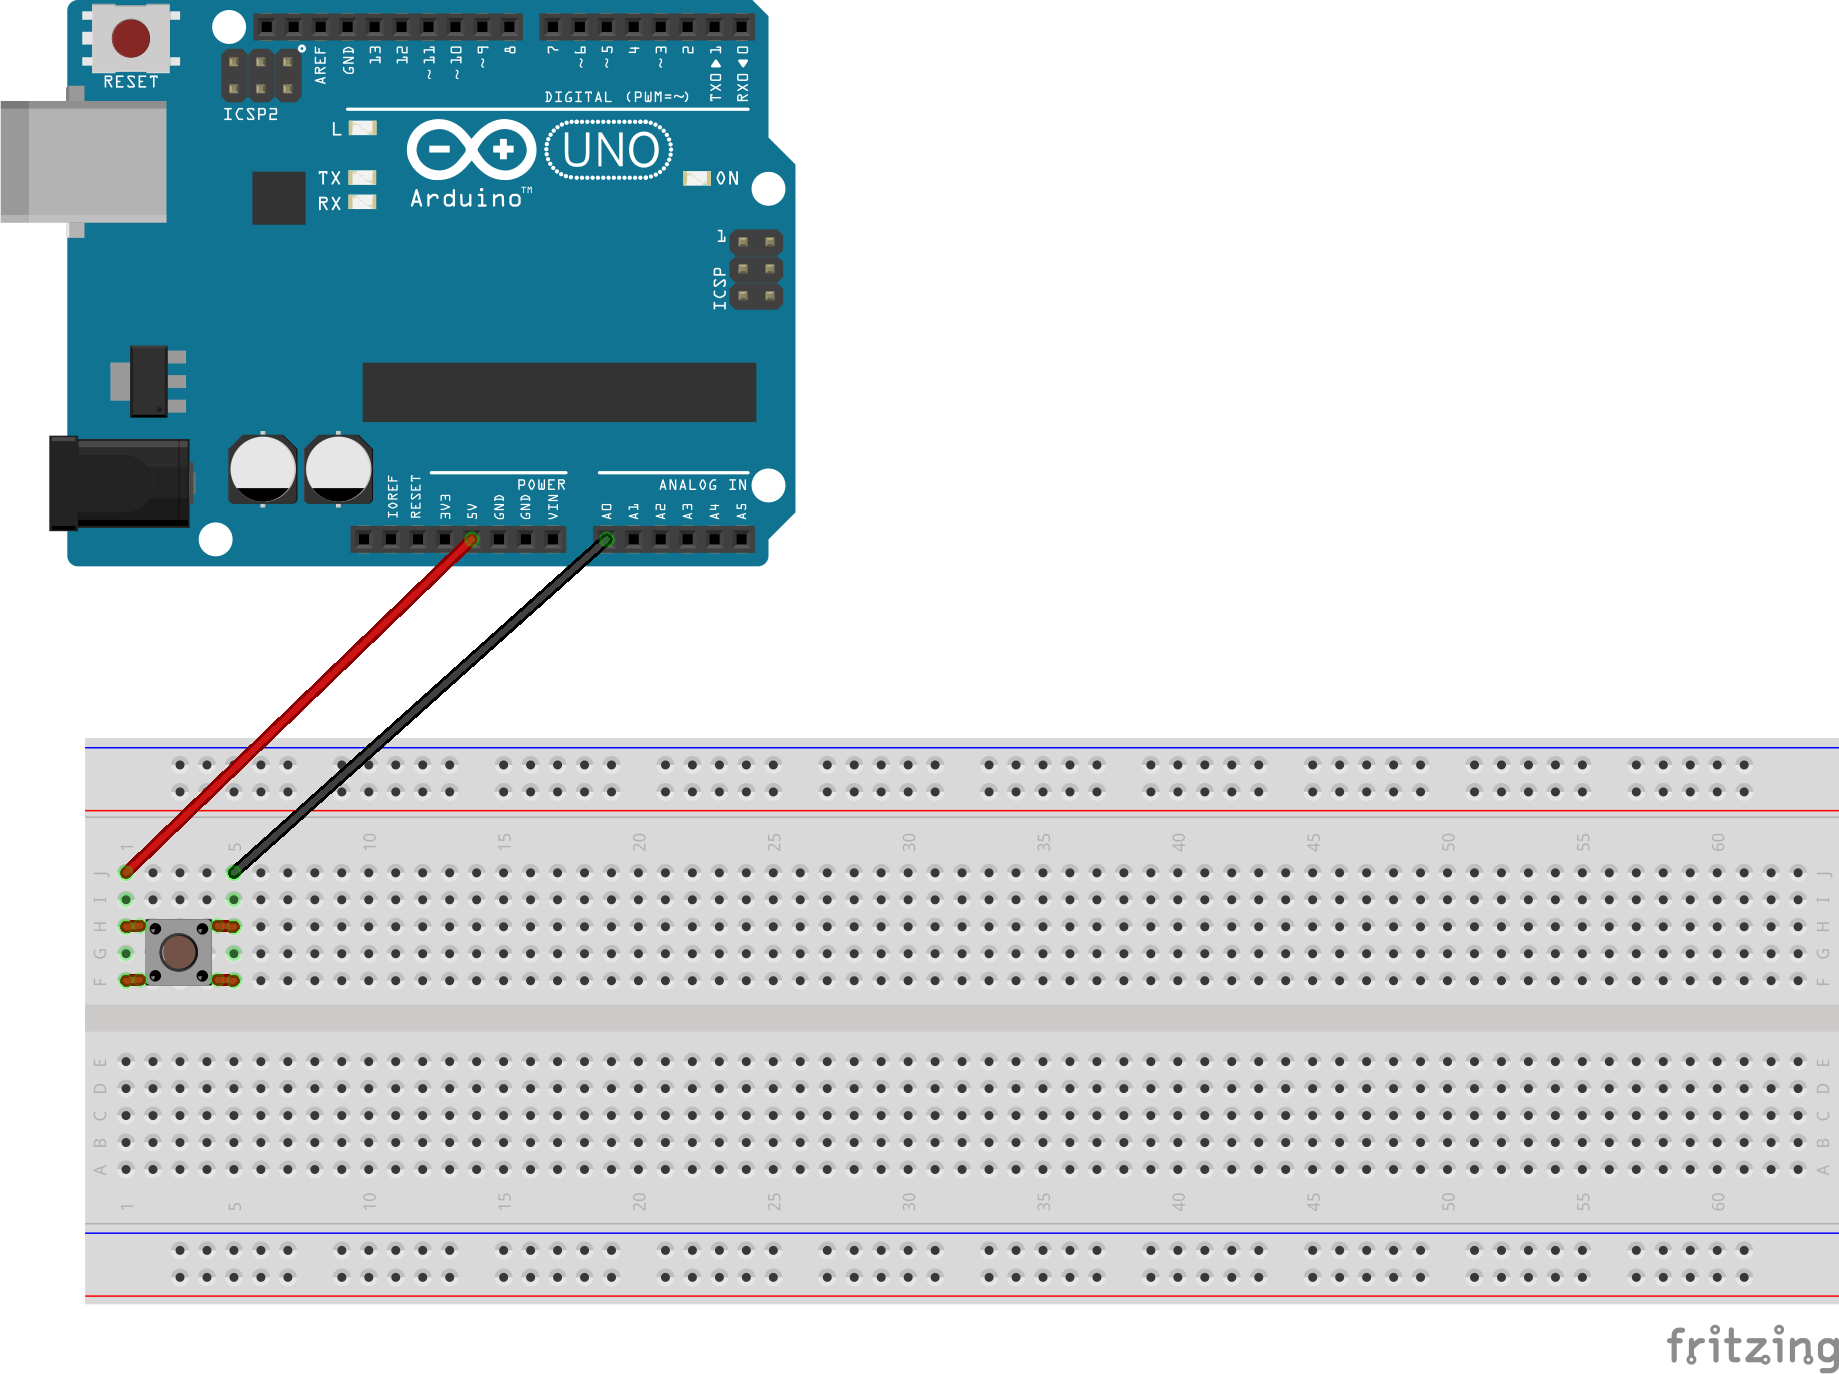 RESET
ICSP2
AREF
GND
13
12
~11
~10
~9
8
7
~6
~5
4
~3
2
TX0▶1
RX0◀0
DIGITAL (PWM=~)
L
TX
RX
Arduino™
UNO
ON
1
ICSP
IOREF
RESET
3V3
5V
GND
GND
VIN
POWER
A0
A1
A2
A3
A4
A5
ANALOG IN
1 5 10 15 20 25 30 35 40 45 50 55 60
J J
I I
H H
G G
F F
E E
D D
C C
B B
A A
1 5 10 15 20 25 30 35 40 45 50 55 60
fritzing